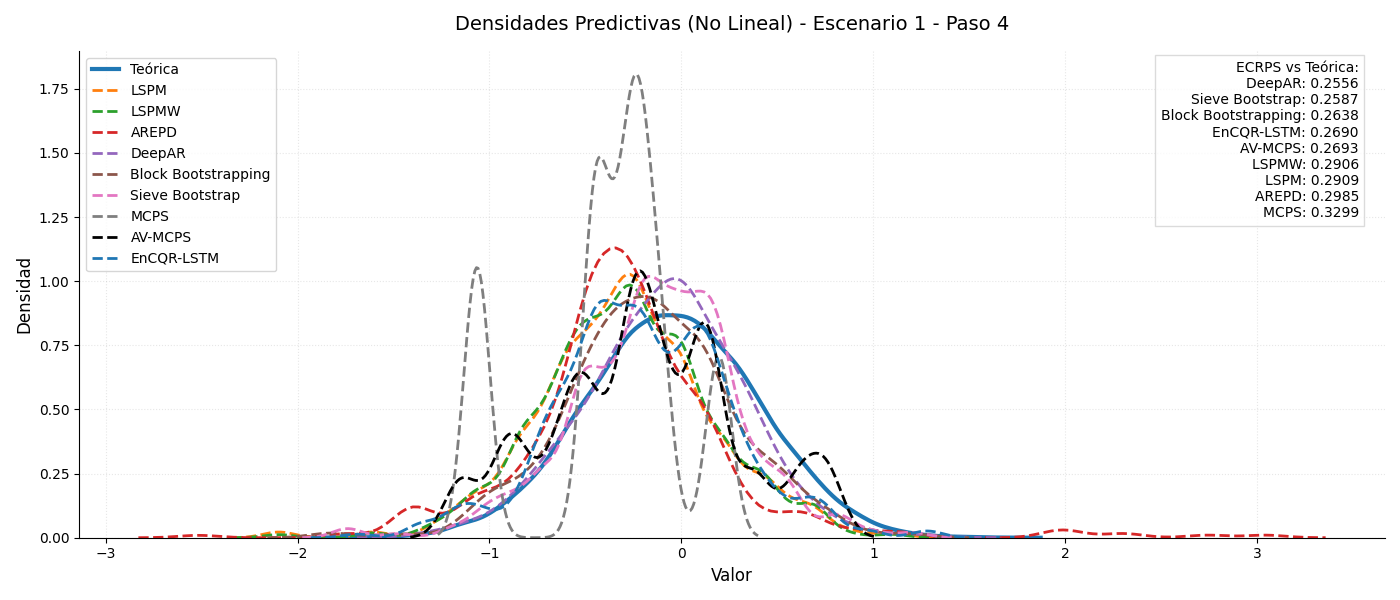 Densidades Predictivas (No Lineal) - Escenario 1 - Paso 4
Teórica
LSPM
LSPMW
AREPD
DeepAR
Block Bootstrapping
Sieve Bootstrap
MCPS
AV-MCPS
EnCQR-LSTM
ECRPS vs Teórica:
DeepAR: 0.2556
Sieve Bootstrap: 0.2587
Block Bootstrapping: 0.2638
EnCQR-LSTM: 0.2690
AV-MCPS: 0.2693
LSPMW: 0.2906
LSPM: 0.2909
AREPD: 0.2985
MCPS: 0.3299
Densidad
1.75
1.50
1.25
1.00
0.75
0.50
0.25
0.00
−3
−2
−1
0
1
2
3
Valor